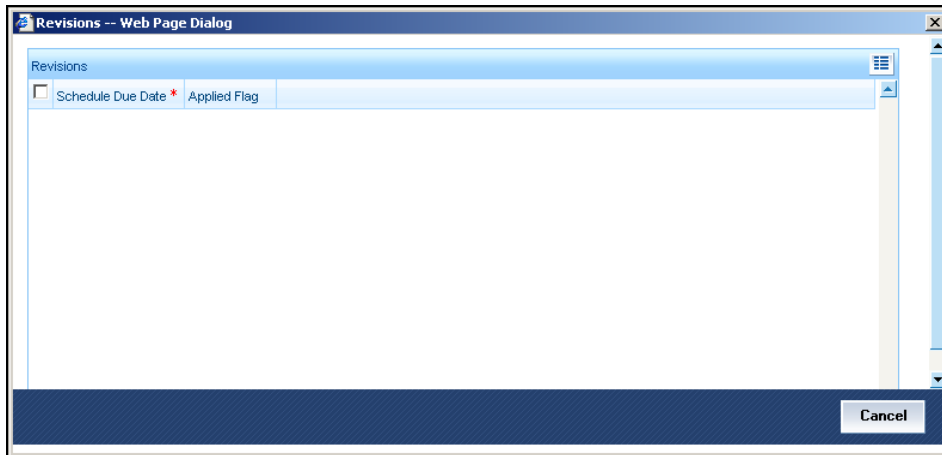 Revisions -- Web Page Dialog
Revisions
Schedule Due Date * Applied Flag
Cancel